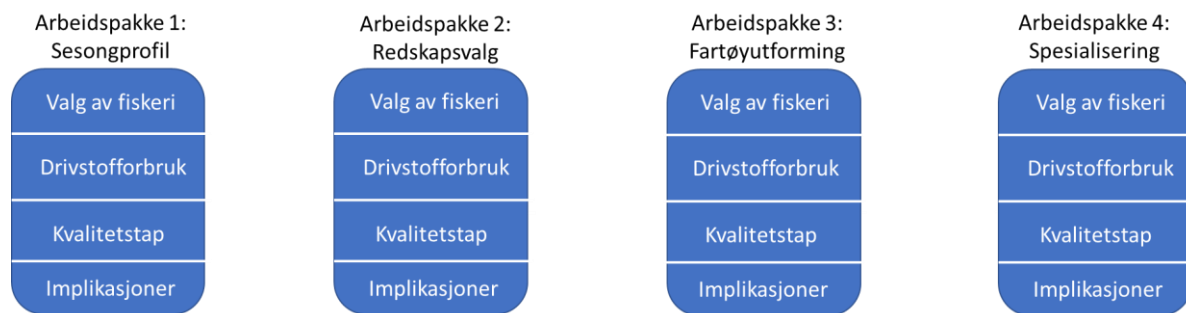 Arbeidspakke 1:
Sesongprofil
Valg av fiskeri
Drivstofforbruk
Kvalitetstap
Implikasjoner
Arbeidspakke 2:
Redskapsvalg
Valg av fiskeri
Drivstofforbruk
Kvalitetstap
Implikasjoner
Arbeidspakke 3:
Fartøyutforming
Valg av fiskeri
Drivstofforbruk
Kvalitetstap
Implikasjoner
Arbeidspakke 4:
Spesialisering
Valg av fiskeri
Drivstofforbruk
Kvalitetstap
Implikasjoner